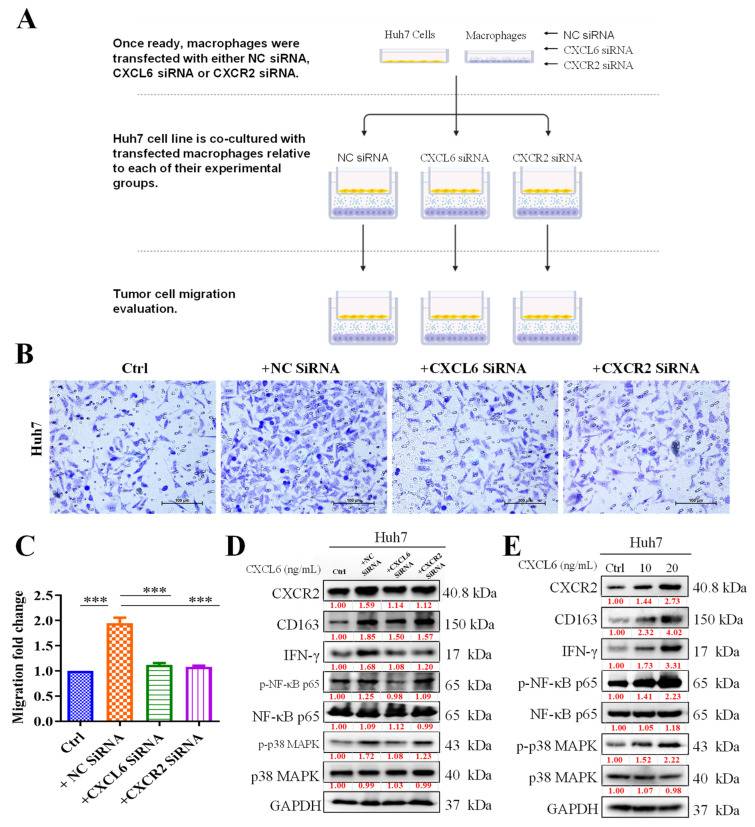 A
Once ready, macrophages were
transfected with either NC siRNA,
CXCL6 siRNA or CXCR2 siRNA.
Huh7 Cells
Macrophages
NC siRNA
CXCL6 siRNA
CXCR2 siRNA
Huh7 cell line is co-cultured with
transfected macrophages relative
to each of their experimental
groups.
NC siRNA
CXCL6 siRNA
CXCR2 siRNA
Tumor cell migration
evaluation.
B
Ctrl
+NC SiRNA
+CXCL6 SiRNA
+CXCR2 SiRNA
Huh7
100 μm
100 μm
100 μm
100 μm
C
Migration fold change
2.5
2.0
1.5
1.0
0.5
0.0
***
***
***
Ctrl
+ NC SiRNA
+CXCL6 SiRNA
+CXCR2 SiRNA
D
Huh7
CXCL6 (ng/mL)
Ctrl
+NC SiRNA
+CXCL6 SiRNA
+CXCR2 SiRNA
CXCR2 40.8 kDa
1.00 1.59 1.14 1.12
CD163 150 kDa
1.00 1.85 1.50 1.57
IFN-γ 17 kDa
1.00 1.68 1.08 1.20
p-NF-κB p65 65 kDa
1.00 1.25 0.98 1.09
NF-κB p65 65 kDa
1.00 1.09 1.12 0.99
p-p38 MAPK 43 kDa
1.00 1.72 1.08 1.23
p38 MAPK 40 kDa
1.00 0.99 1.03 0.99
GAPDH 37 kDa
E
Huh7
CXCL6 (ng/mL) Ctrl 10 20
CXCR2 40.8 kDa
1.00 1.44 2.73
CD163 150 kDa
1.00 2.32 4.02
IFN-γ 17 kDa
1.00 1.73 3.31
p-NF-κB p65 65 kDa
1.00 1.41 2.23
NF-κB p65 65 kDa
1.00 1.05 1.18
p-p38 MAPK 43 kDa
1.00 1.52 2.22
p38 MAPK 40 kDa
1.00 1.07 0.98
GAPDH 37 kDa